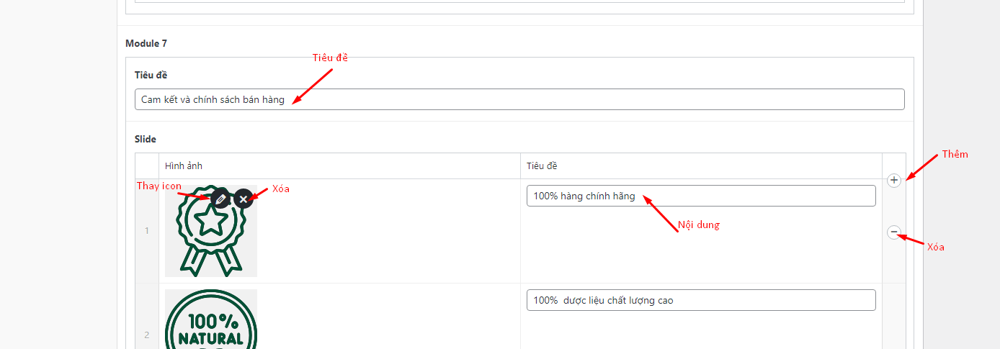 Module 7
Tiêu đề
Tiêu đề
Cam kết và chính sách bán hàng
Slide
Thêm
Hình ảnh
Tiêu đề
Thay icon
Xóa
100% hàng chính hãng
Nội dung
1
Xóa
100%  dược liệu chất lượng cao
100%
NATURAL
2